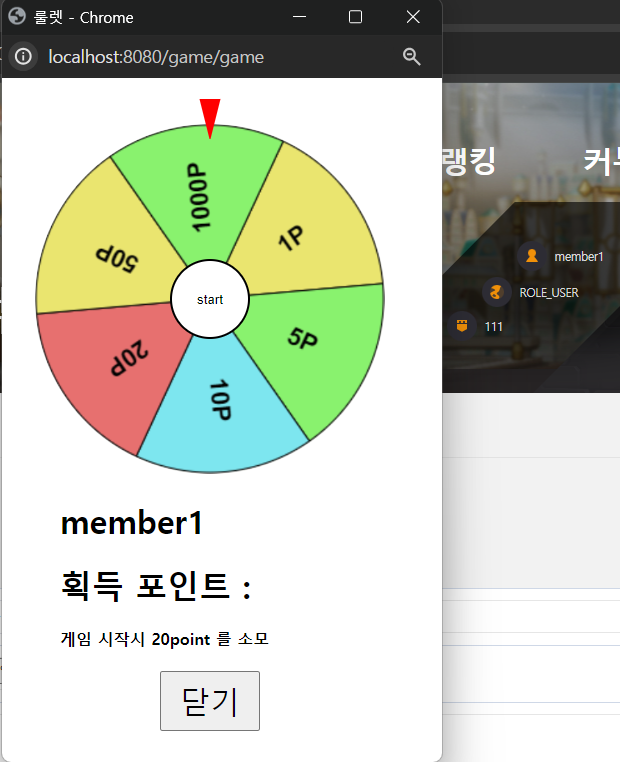 룰렛 - Chrome
localhost:8080/game/game
1000P
1P
5P
10P
20P
50P
start
member1
획득 포인트 :
게임 시작시 20point 를 소모
닫기
랭킹
member1
ROLE_USER
111